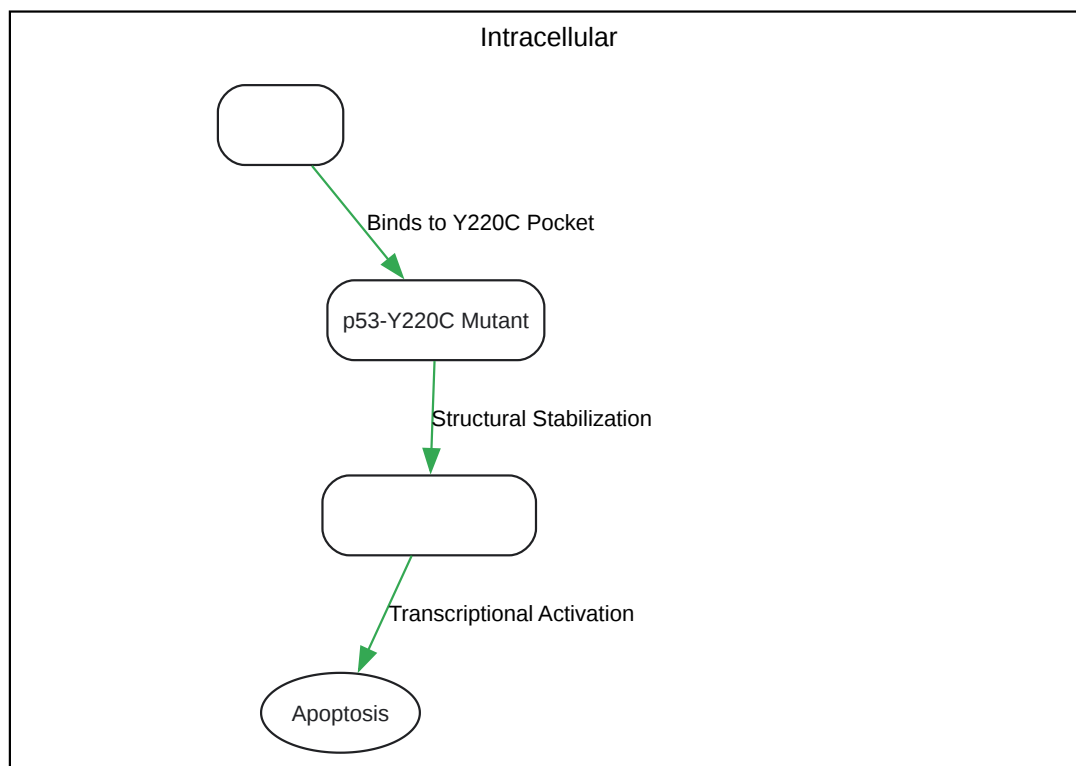 Intracellular
Binds to Y220C Pocket
p53-Y220C Mutant
Structural Stabilization
Transcriptional Activation
Apoptosis